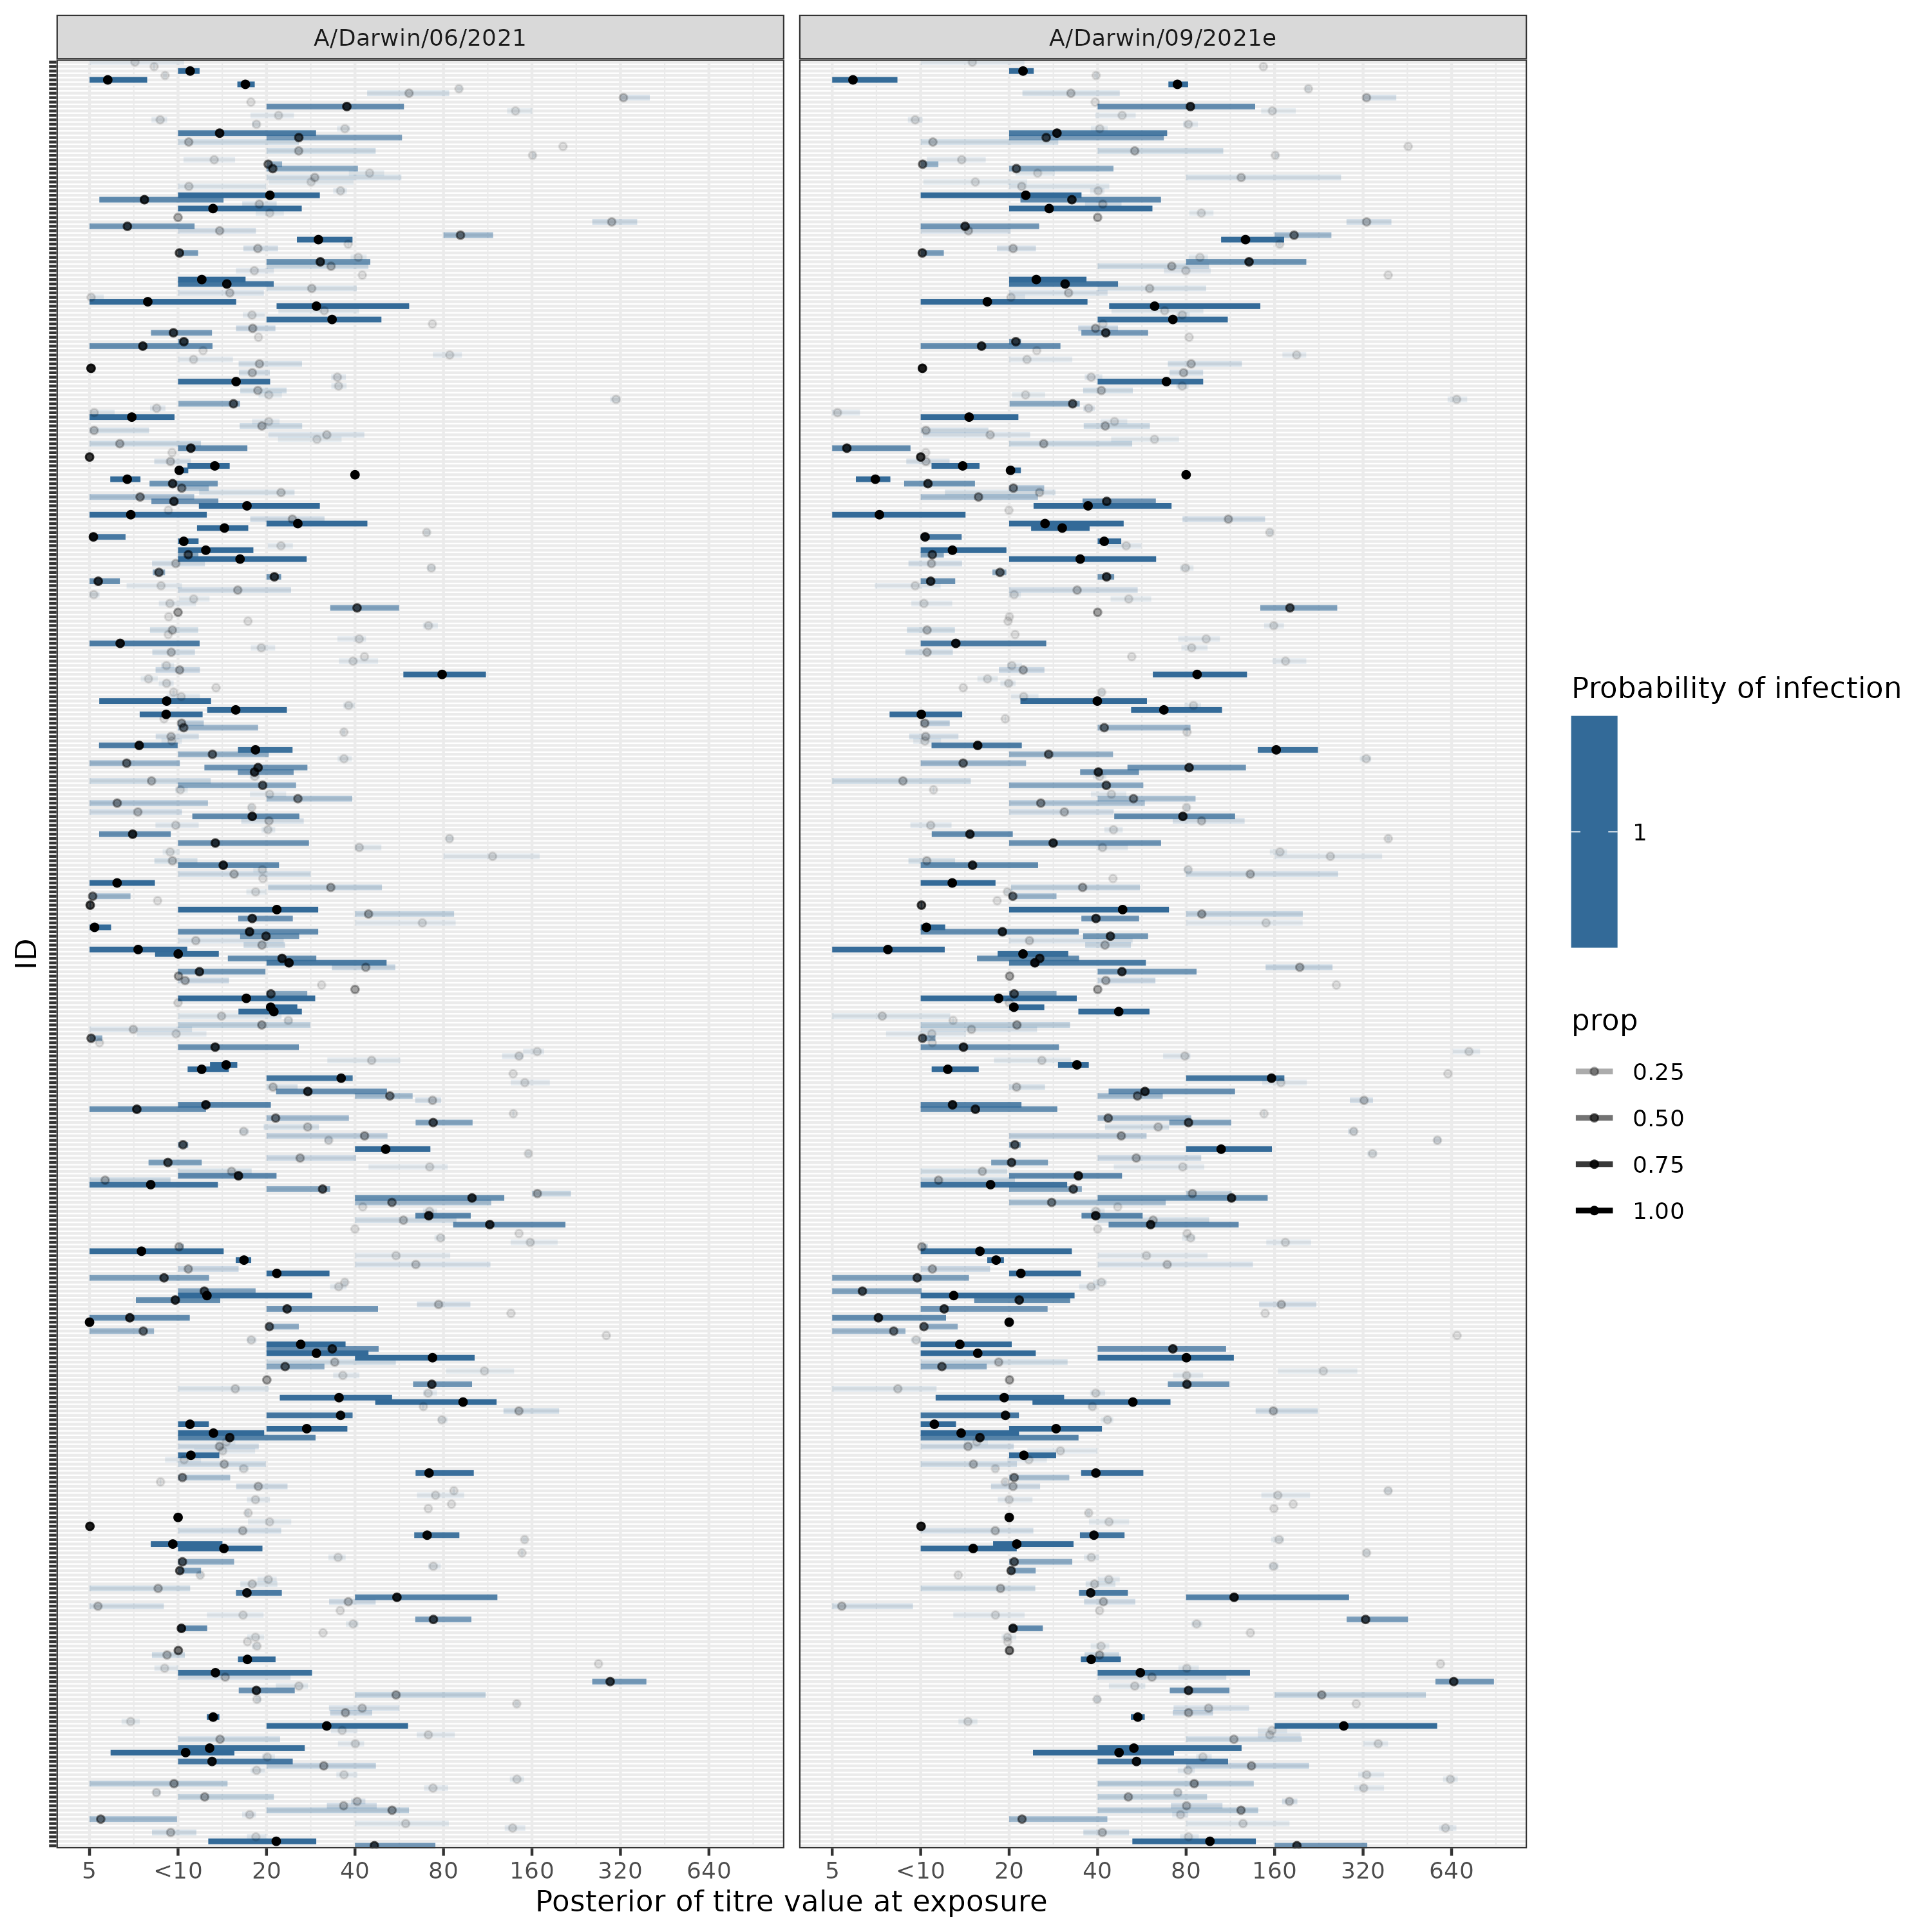 A/Darwin/06/2021
A/Darwin/09/2021e
ID
5 <10 20 40 80 160 320 640
5 <10 20 40 80 160 320 640
Posterior of titre value at exposure
Probability of infection
1
prop
0.25
0.50
0.75
1.00